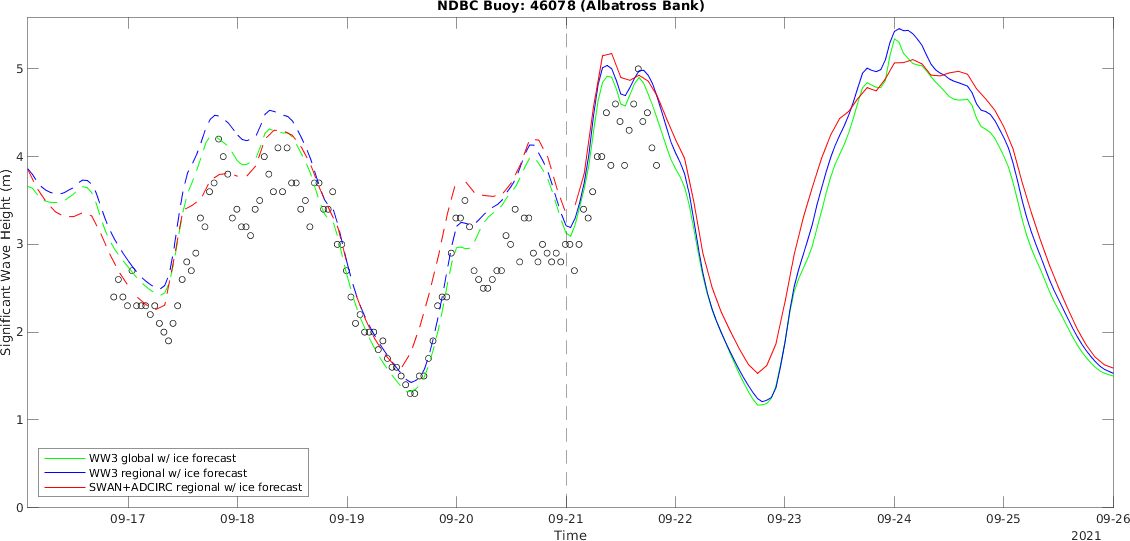 NDBC Buoy: 46078 (Albatross Bank)
Significant Wave Height (m)
5
4
3
2
1
0
WW3 global w/ ice forecast
WW3 regional w/ ice forecast
SWAN+ADCIRC regional w/ ice forecast
09-17 09-18 09-19 09-20 09-21 09-22 09-23 09-24 09-25 09-26
Time
2021